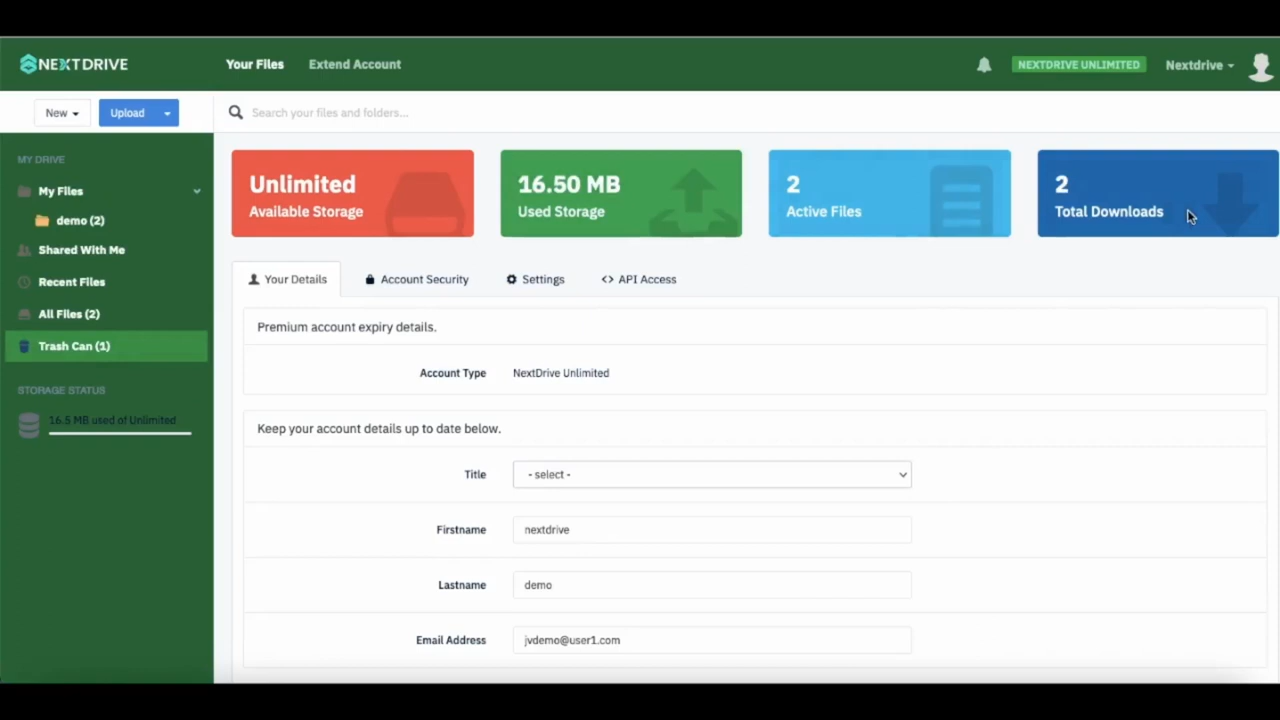 NEXTDRIVE
Your Files
Extend Account
NEXTDRIVE UNLIMITED
Nextdrive
New
Upload
Search your files and folders...
MY DRIVE
My Files
demo (2)
Shared With Me
Recent Files
All Files (2)
Trash Can (1)
STORAGE STATUS
16.5 MB used of Unlimited
Unlimited
Available Storage
16.50 MB
Used Storage
2
Active Files
2
Total Downloads
Your Details
Account Security
Settings
API Access
Premium account expiry details.
Account Type NextDrive Unlimited
Keep your account details up to date below.
Title - select -
Firstname nextdrive
Lastname demo
Email Address jvdemo@user1.com